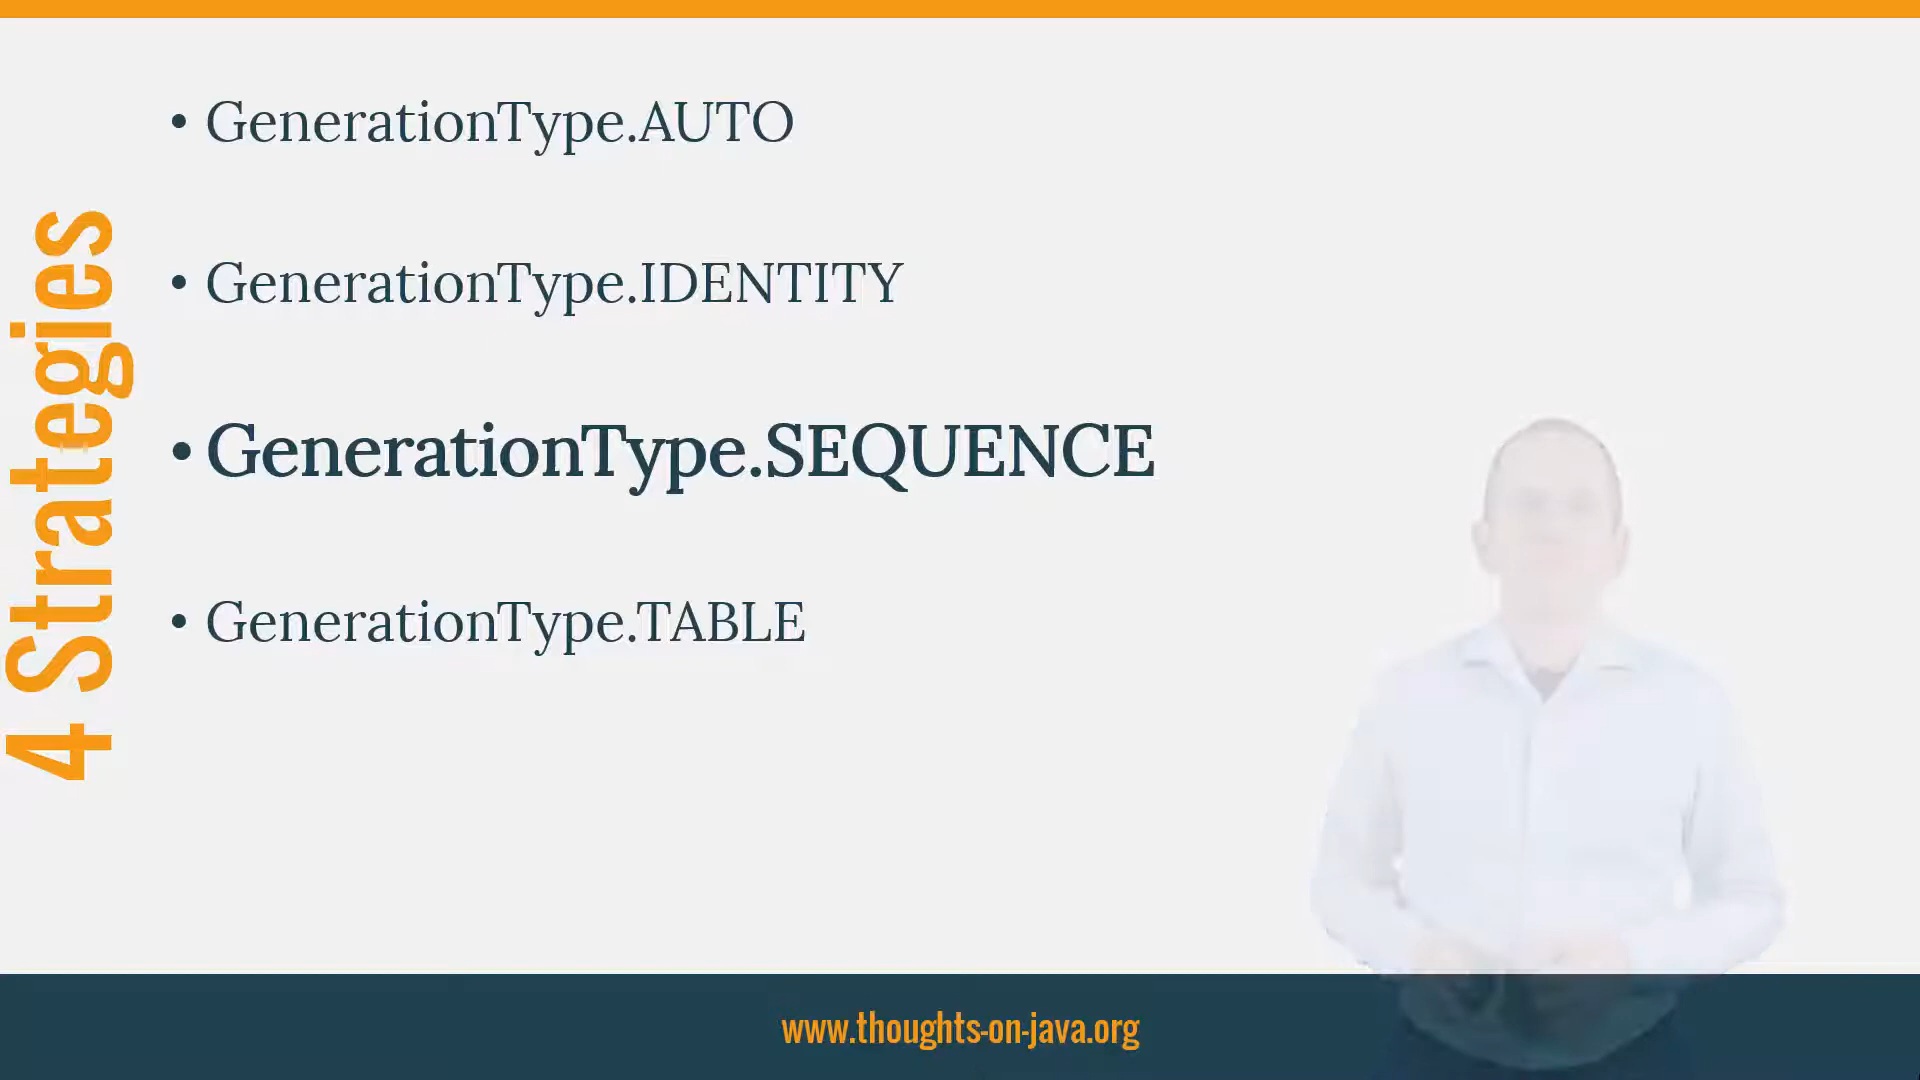 4 Strategies
• GenerationType.AUTO
• GenerationType.IDENTITY
• GenerationType.SEQUENCE
• GenerationType.TABLE
www.thoughts-on-java.org